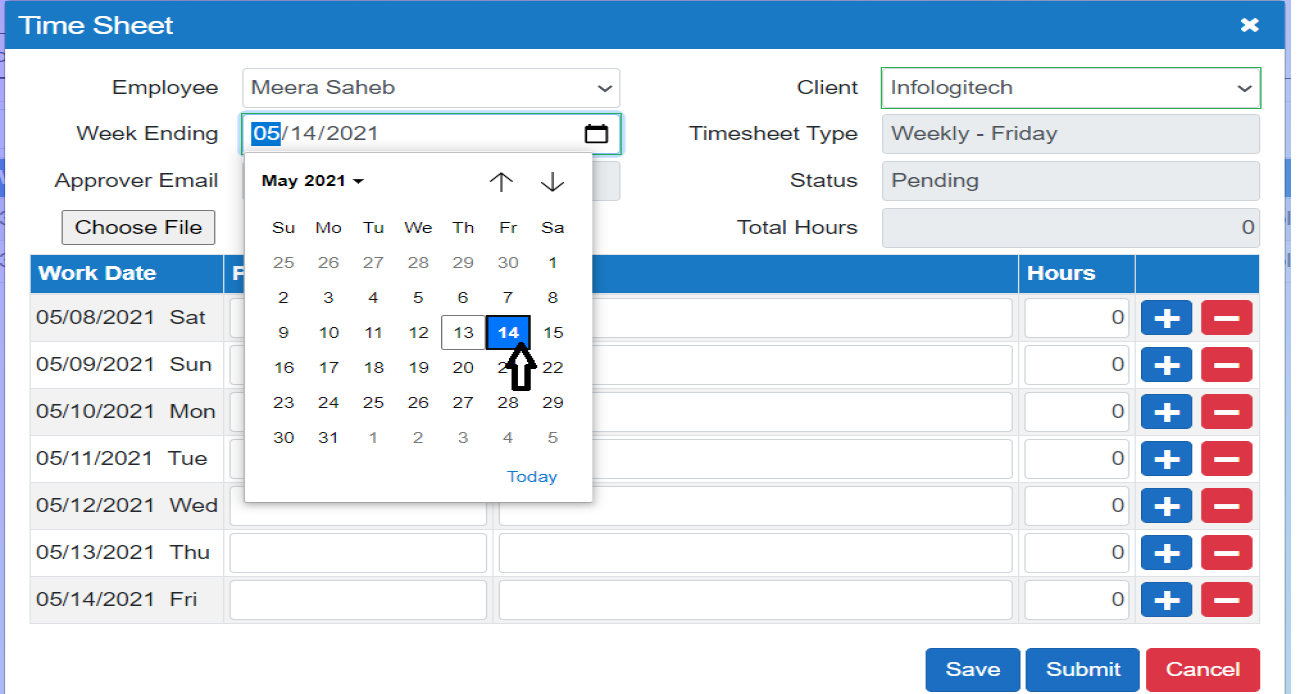 Time Sheet
Employee Meera Saheb Client Infologitech
Week Ending 05/14/2021 Timesheet Type Weekly - Friday
Approver Email Status Pending
Choose File Total Hours 0
May 2021
Su Mo Tu We Th Fr Sa
25 26 27 28 29 30 1
2 3 4 5 6 7 8
9 10 11 12 13 14 15
16 17 18 19 20 22
23 24 25 26 27 28 29
30 31 1 2 3 4 5
Today
Work Date Hours
05/08/2021 Sat 0
05/09/2021 Sun 0
05/10/2021 Mon 0
05/11/2021 Tue 0
05/12/2021 Wed 0
05/13/2021 Thu 0
05/14/2021 Fri 0
Save Submit Cancel